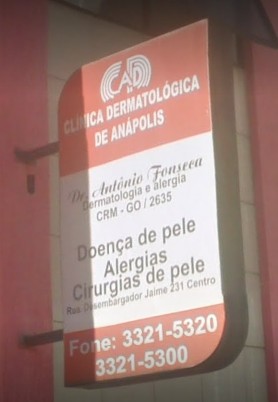 CAD
CLÍNICA DERMATOLÓGICA
DE ANÁPOLIS
Dr. Antônio Fonseca
Dermatologia e alergia
CRM - GO / 2635
Doença de pele
Alergias
Cirurgias de pele
Rua. Desembargador Jaime 231 Centro
Fone: 3321-5320
3321-5300